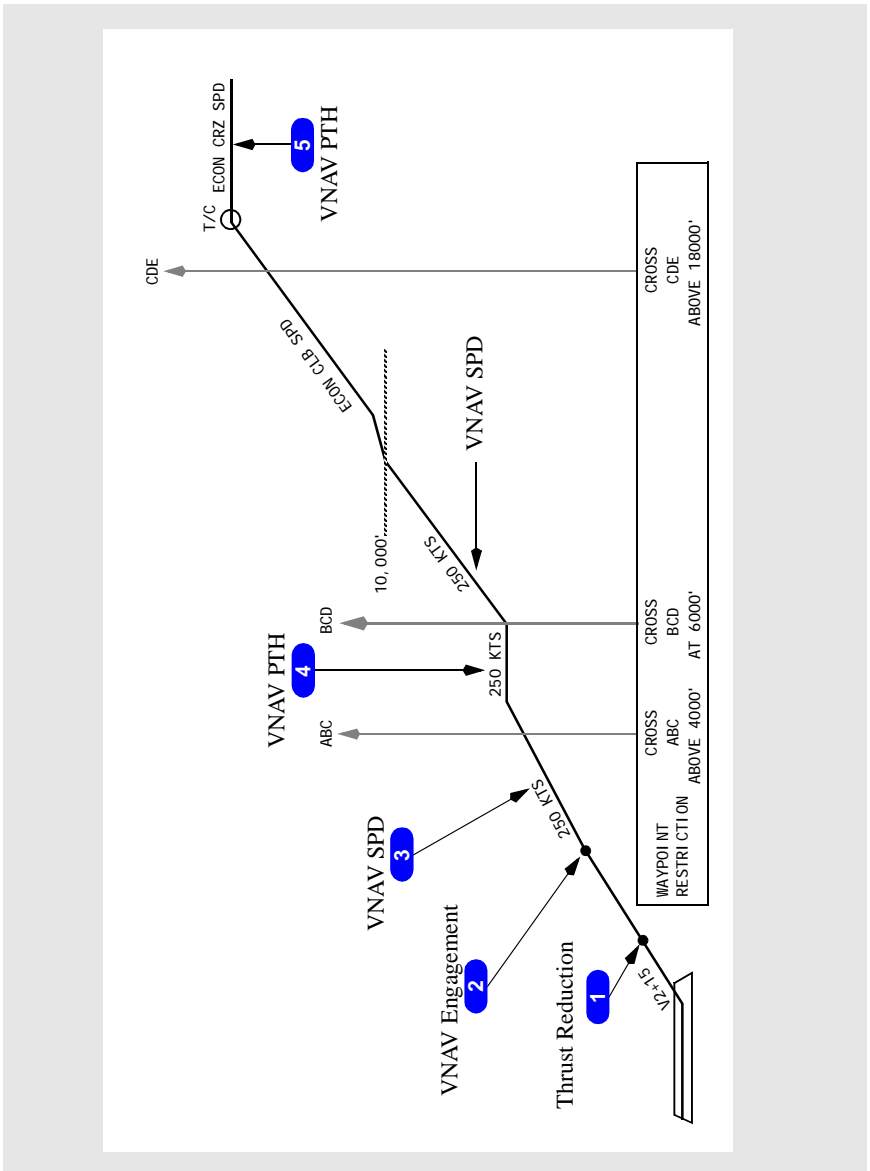 CDE
T/C
ECON CRZ SPD
5
VNAV PTH
ECON CLB SPD
10,000'
VNAV SPD
250 KTS
VNAV PTH
4
BCD
250 KTS
ABC
VNAV SPD
3
250 KTS
VNAV Engagement
2
Thrust Reduction
1
V2+15
WAYPOINT
RESTRICTION
CROSS
ABC
ABOVE 4000'
CROSS
BCD
AT 6000'
CROSS
CDE
ABOVE 18000'